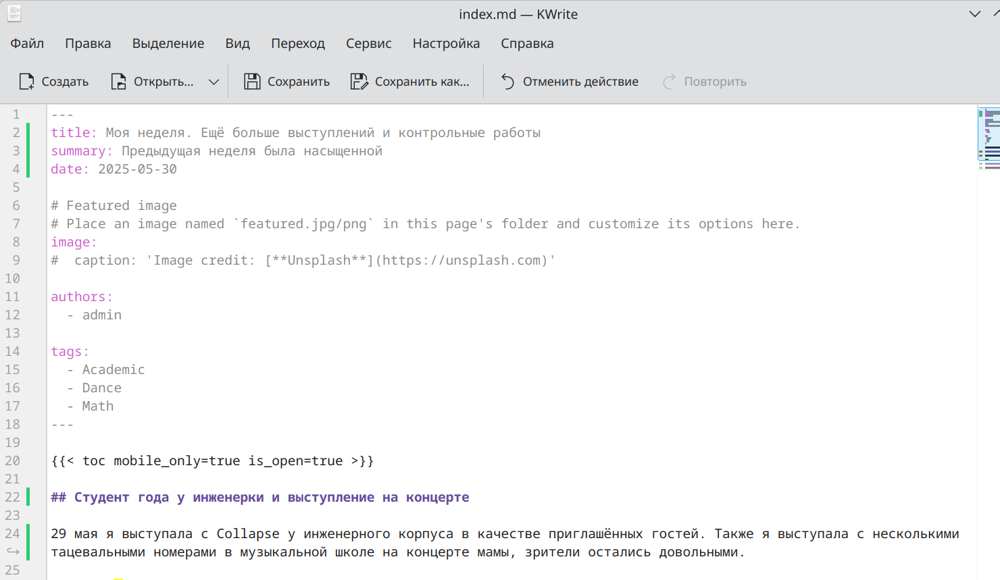 index.md — KWrite
Файл Правка Выделение Вид Переход Сервис Настройка Справка
Создать Открыть... Сохранить Сохранить как... Отменить действие Повторить
1 ---
2 title: Моя неделя. Ещё больше выступлений и контрольные работы
3 summary: Предыдущая неделя была насыщенной
4 date: 2025-05-30
5
6 # Featured image
7 # Place an image named `featured.jpg/png` in this page's folder and customize its options here.
8 image:
9 #  caption: 'Image credit: [**Unsplash**](https://unsplash.com)'
10
11 authors:
12   - admin
13
14 tags:
15   - Academic
16   - Dance
17   - Math
18 ---
19
20 {{< toc mobile_only=true is_open=true >}}
21
22 ## Студент года у инженерки и выступление на концерте
23
24 29 мая я выступала с Collapse у инженерного корпуса в качестве приглашённых гостей. Также я выступала с несколькими
тацевальными номерами в музыкальной школе на концерте мамы, зрители остались довольными.
25